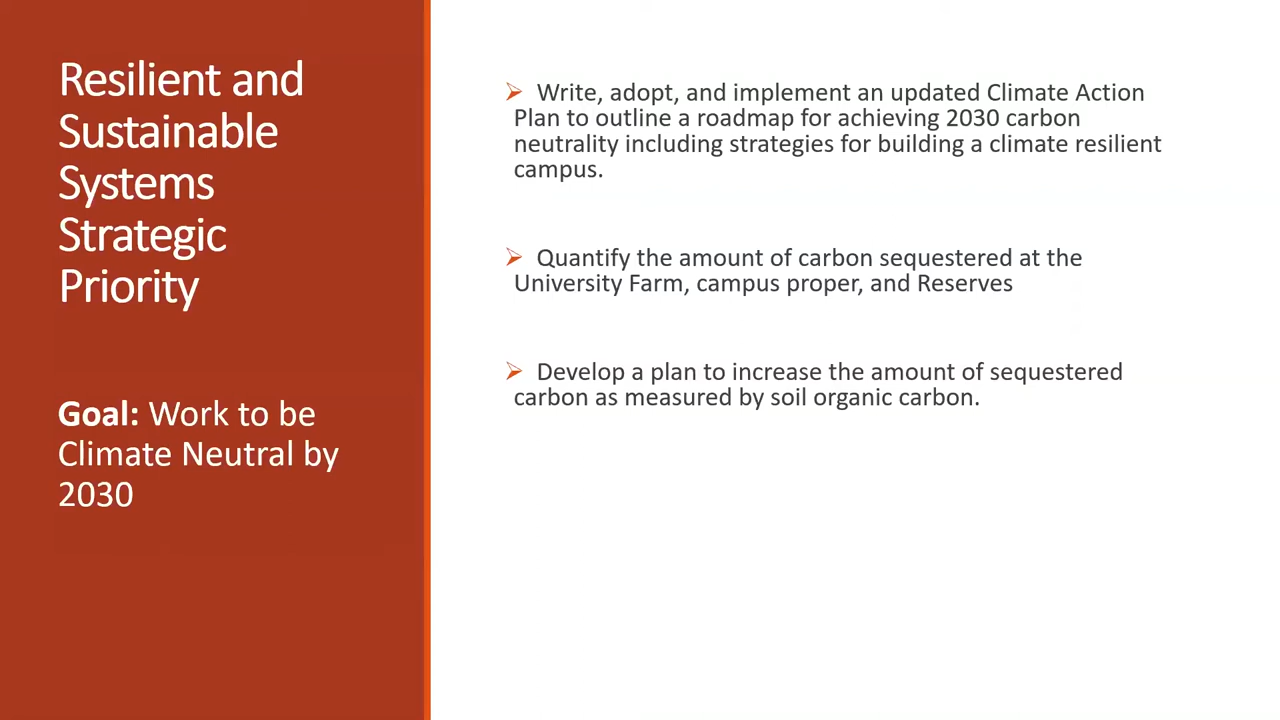 Resilient and
Sustainable
Systems
Strategic
Priority
Goal: Work to be
Climate Neutral by
2030
Write, adopt, and implement an updated Climate Action
Plan to outline a roadmap for achieving 2030 carbon
neutrality including strategies for building a climate resilient
campus.
Quantify the amount of carbon sequestered at the
University Farm, campus proper, and Reserves
Develop a plan to increase the amount of sequestered
carbon as measured by soil organic carbon.